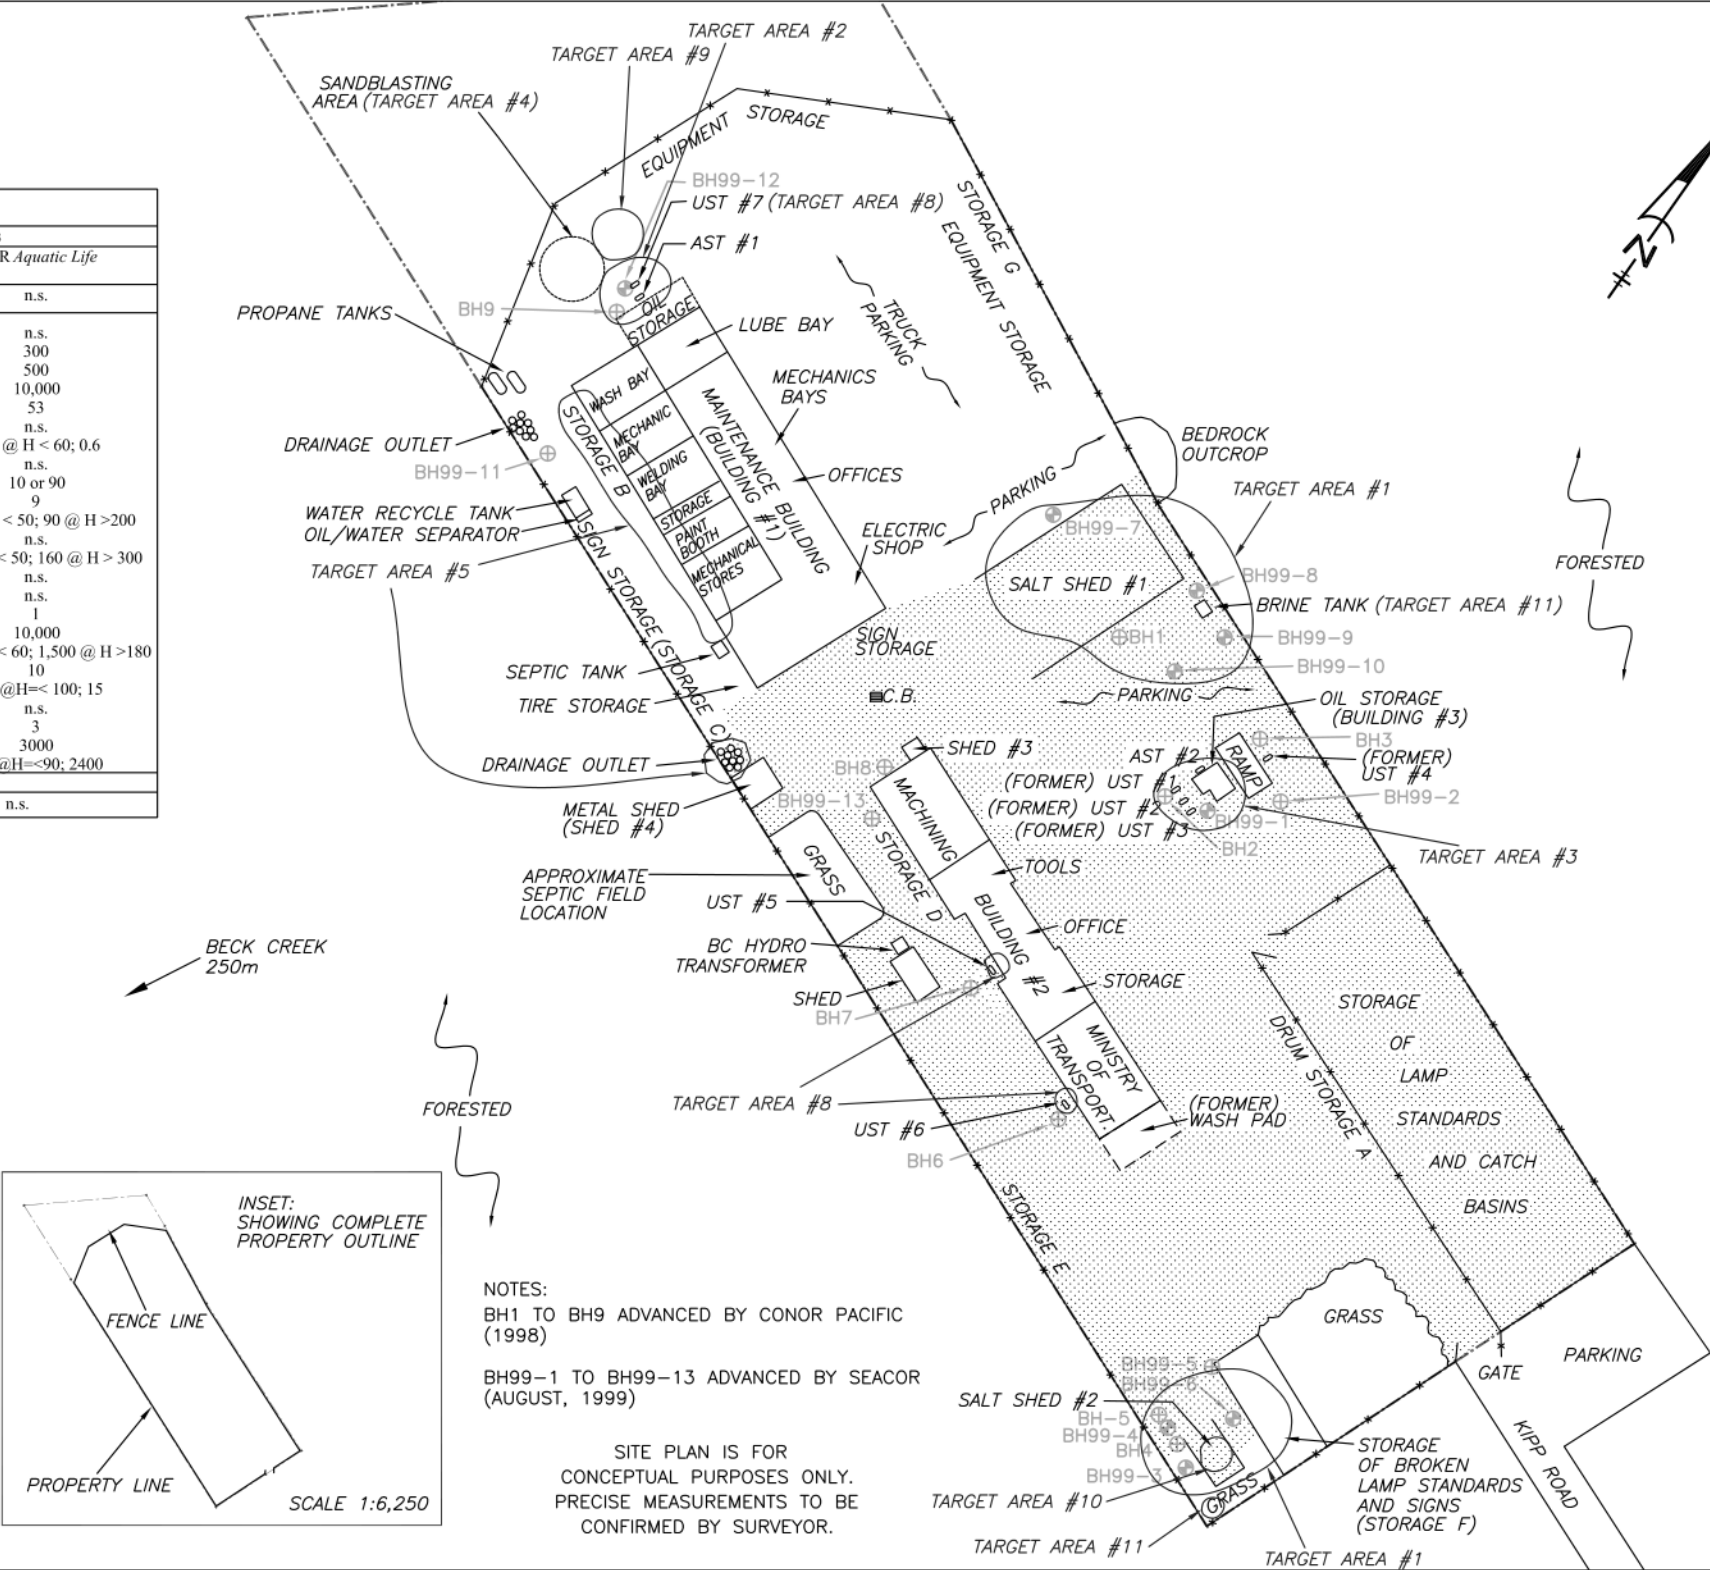 R Aquatic Life
n.s.
n.s.
300
500
10,000
53
n.s.
@ H < 60; 0.6
n.s.
10 or 90
9
< 50; 90 @ H >200
n.s.
< 50; 160 @ H > 300
n.s.
n.s.
1
10,000
< 60; 1,500 @ H >180
10
@H=< 100; 15
n.s.
3
3000
@H=<90; 2400
n.s.
TARGET AREA #2
TARGET AREA #9
SANDBLASTING
AREA (TARGET AREA #4)
EQUIPMENT STORAGE
BH99-12
UST #7 (TARGET AREA #8)
AST #1
STORAGE G
EQUIPMENT STORAGE
PROPANE TANKS
BH9
OIL
STORAGE
LUBE BAY
TRUCK
PARKING
MECHANICS
BAYS
WASH BAY
MECHANIC
BAY
WELDING
BAY
STORAGE
PAINT
BOOTH
MECHANICAL
STORES
MAINTENANCE BUILDING
(BUILDING #1)
STORAGE B
DRAINAGE OUTLET
BH99-11
OFFICES
PARKING
BEDROCK
OUTCROP
TARGET AREA #1
WATER RECYCLE TANK
OIL/WATER SEPARATOR
TARGET AREA #5
SIGN STORAGE (STORAGE C)
ELECTRIC
SHOP
BH99-7
SALT SHED #1
BH99-8
BRINE TANK (TARGET AREA #11)
BH1
BH99-9
BH99-10
FORESTED
N
SIGN
STORAGE
SEPTIC TANK
TIRE STORAGE
C.B.
PARKING
OIL STORAGE
(BUILDING #3)
DRAINAGE OUTLET
SHED #3
BH8
BH99-13
METAL SHED
(SHED #4)
AST #2
RAMP
BH3
(FORMER)
UST #4
(FORMER) UST #1
(FORMER) UST #2
(FORMER) UST #3
BH99-2
BH99-1
BH2
TARGET AREA #3
MACHINING
STORAGE D
GRASS
APPROXIMATE
SEPTIC FIELD
LOCATION
TOOLS
UST #5
BUILDING #2
OFFICE
BECK CREEK
250m
BC HYDRO
TRANSFORMER
SHED
BH7
STORAGE
MINISTRY
OF
TRANSPORT.
DRUM STORAGE A
STORAGE
OF
LAMP
STANDARDS
AND CATCH
BASINS
FORESTED
TARGET AREA #8
UST #6
BH6
(FORMER)
WASH PAD
STORAGE E
INSET:
SHOWING COMPLETE
PROPERTY OUTLINE
FENCE LINE
PROPERTY LINE
SCALE 1:6,250
NOTES:
BH1 TO BH9 ADVANCED BY CONOR PACIFIC
(1998)
BH99-1 TO BH99-13 ADVANCED BY SEACOR
(AUGUST, 1999)
SITE PLAN IS FOR
CONCEPTUAL PURPOSES ONLY.
PRECISE MEASUREMENTS TO BE
CONFIRMED BY SURVEYOR.
GRASS
GATE
PARKING
KIPP ROAD
BH99-5
BH99-6
SALT SHED #2
BH-5
BH99-4
BH4
BH99-3
TARGET AREA #10
GRASS
TARGET AREA #11
TARGET AREA #1
STORAGE
OF BROKEN
LAMP STANDARDS
AND SIGNS
(STORAGE F)